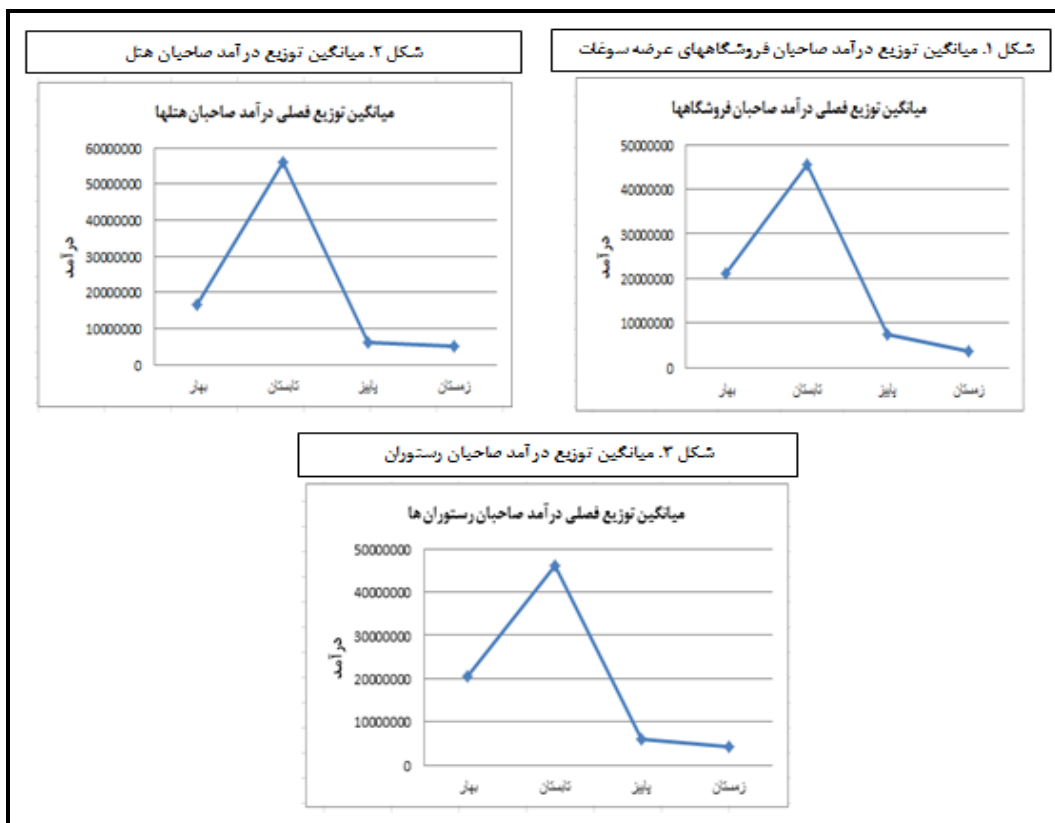 شکل ۱. میانگین توزیع درآمد صاحیان فروشگاههای عرضه سوغات
میانگین توزیع فصلی درآمد صاحبان فروشگاهها
50000000
40000000
30000000
20000000
10000000
0
درآمد
بهار تابستان پاییز زمستان
شکل ۲. میانگین توزیع درآمد صاحیان هتل
میانگین توزیع فصلی درآمد صاحبان هتلها
60000000
50000000
40000000
30000000
20000000
10000000
0
درآمد
بهار تابستان پاییز زمستان
شکل ۳. میانگین توزیع درآمد صاحیان رستوران
میانگین توزیع فصلی درآمد صاحبان رستوران ها
50000000
40000000
30000000
20000000
10000000
0
درآمد
بهار تابستان پاییز زمستان